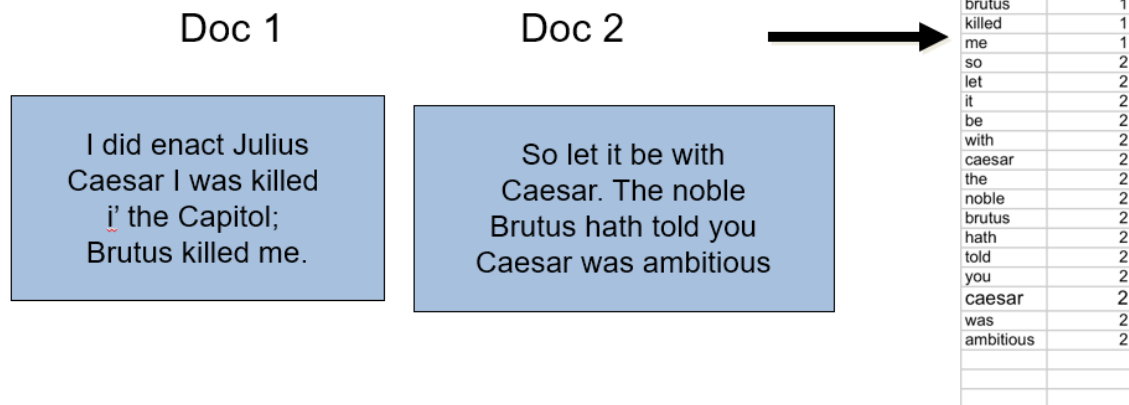 Doc 1
Doc 2
I did enact Julius
Caesar I was killed
i' the Capitol;
Brutus killed me.
So let it be with
Caesar. The noble
Brutus hath told you
Caesar was ambitious
brutus 1
killed 1
me 1
so 2
let 2
it 2
be 2
with 2
caesar 2
the 2
noble 2
brutus 2
hath 2
told 2
you 2
caesar 2
was 2
ambitious 2